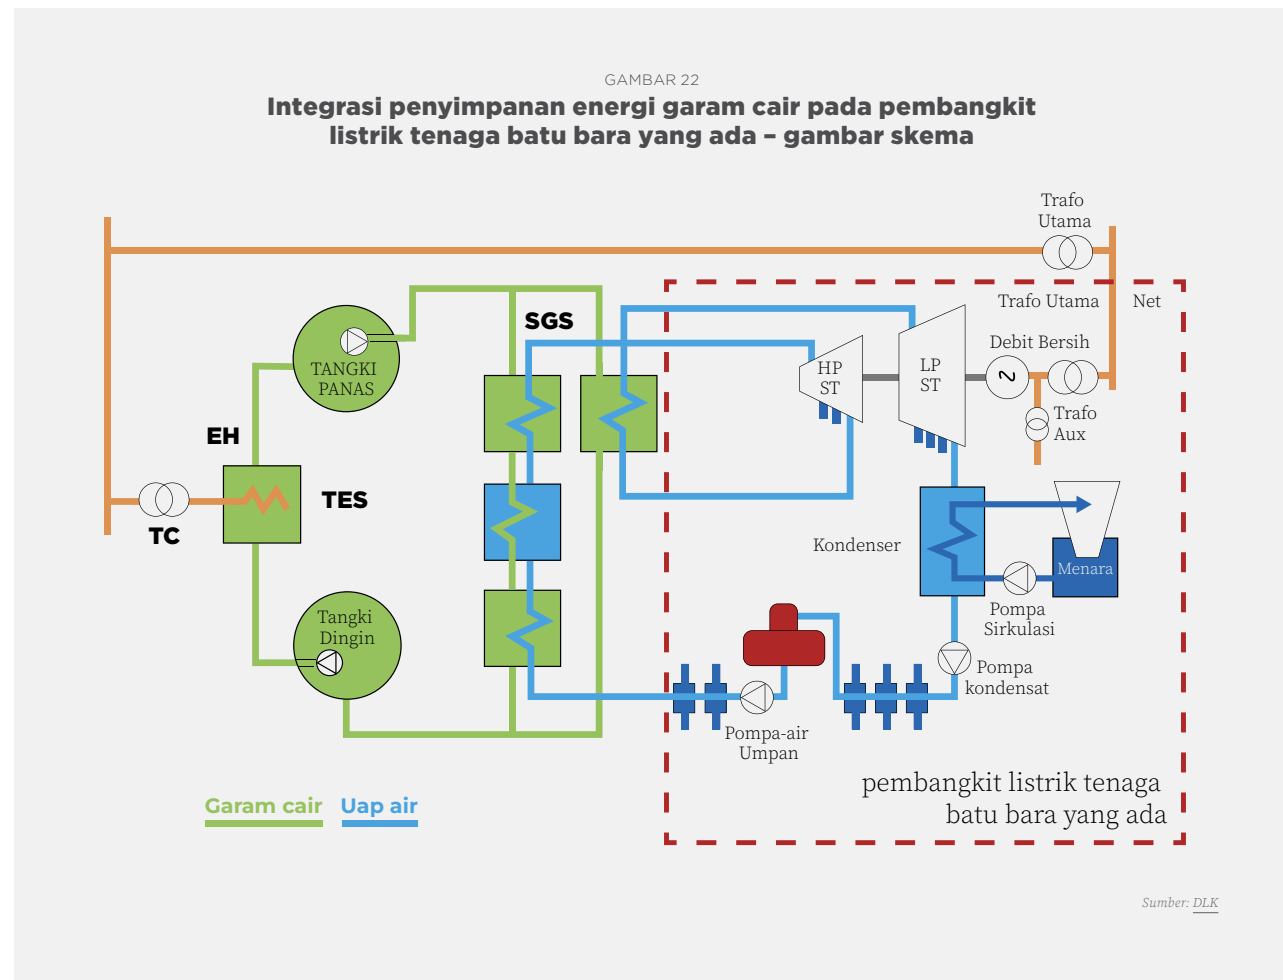 GAMBAR 22
Integrasi penyimpanan energi garam cair pada pembangkit
listrik tenaga batu bara yang ada – gambar skema
Trafo
Utama
Trafo Utama
Net
SGS
Debit Bersih
TANGKI
PANAS
HP
ST
LP
ST
Trafo
Aux
EH
TES
TC
Kondenser
Menara
Pompa
Sirkulasi
Tangki
Dingin
Pompa
kondensat
Pompa-air
Umpan
pembangkit listrik tenaga
batu bara yang ada
Garam cair
Uap air
Sumber: DLK